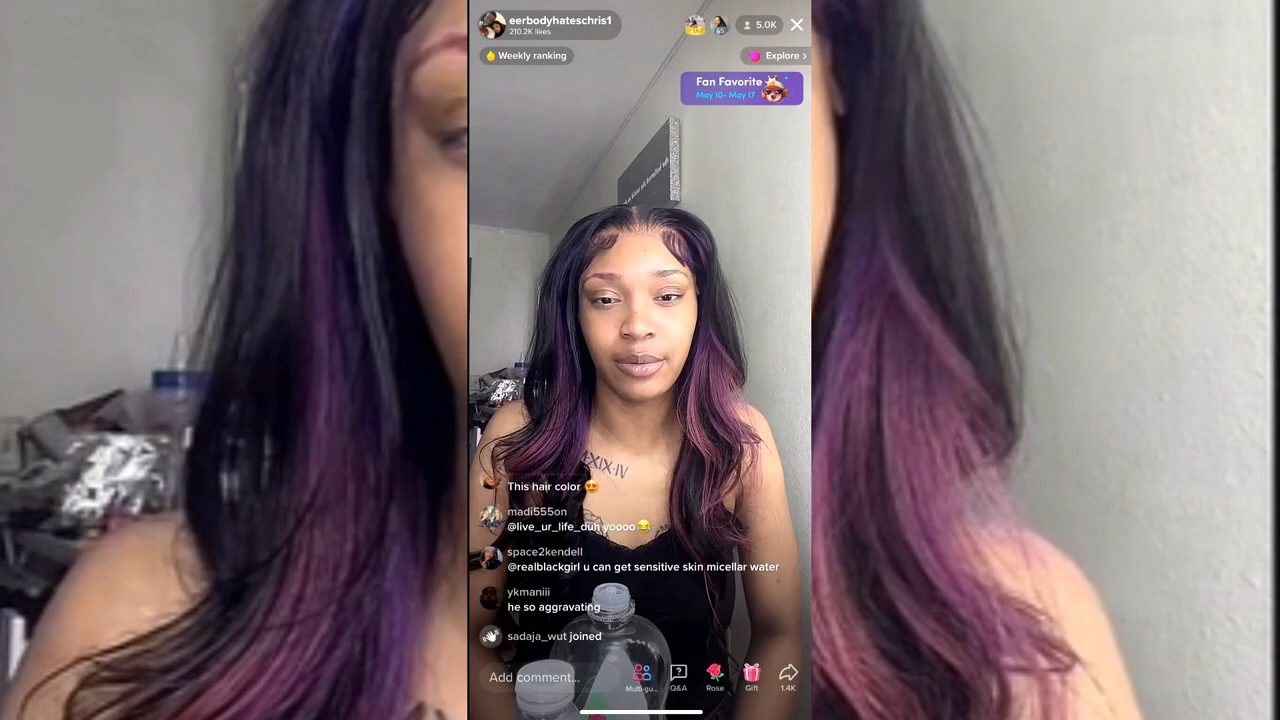 eerbodyhateschris1
210.2K likes
5.0K
Weekly ranking
Explore >
Fan Favorite
May 10- May 17
XIX·IV
This hair color 😍
madi555on
@live_ur_life_duh yoooo😂
space2kendell
@realblackgirl u can get sensitive skin micellar water
ykmaniii
he so aggravating
sadaja_wut joined
Add comment...
Multi-gu...
Q&A
Rose
Gift
1.4K